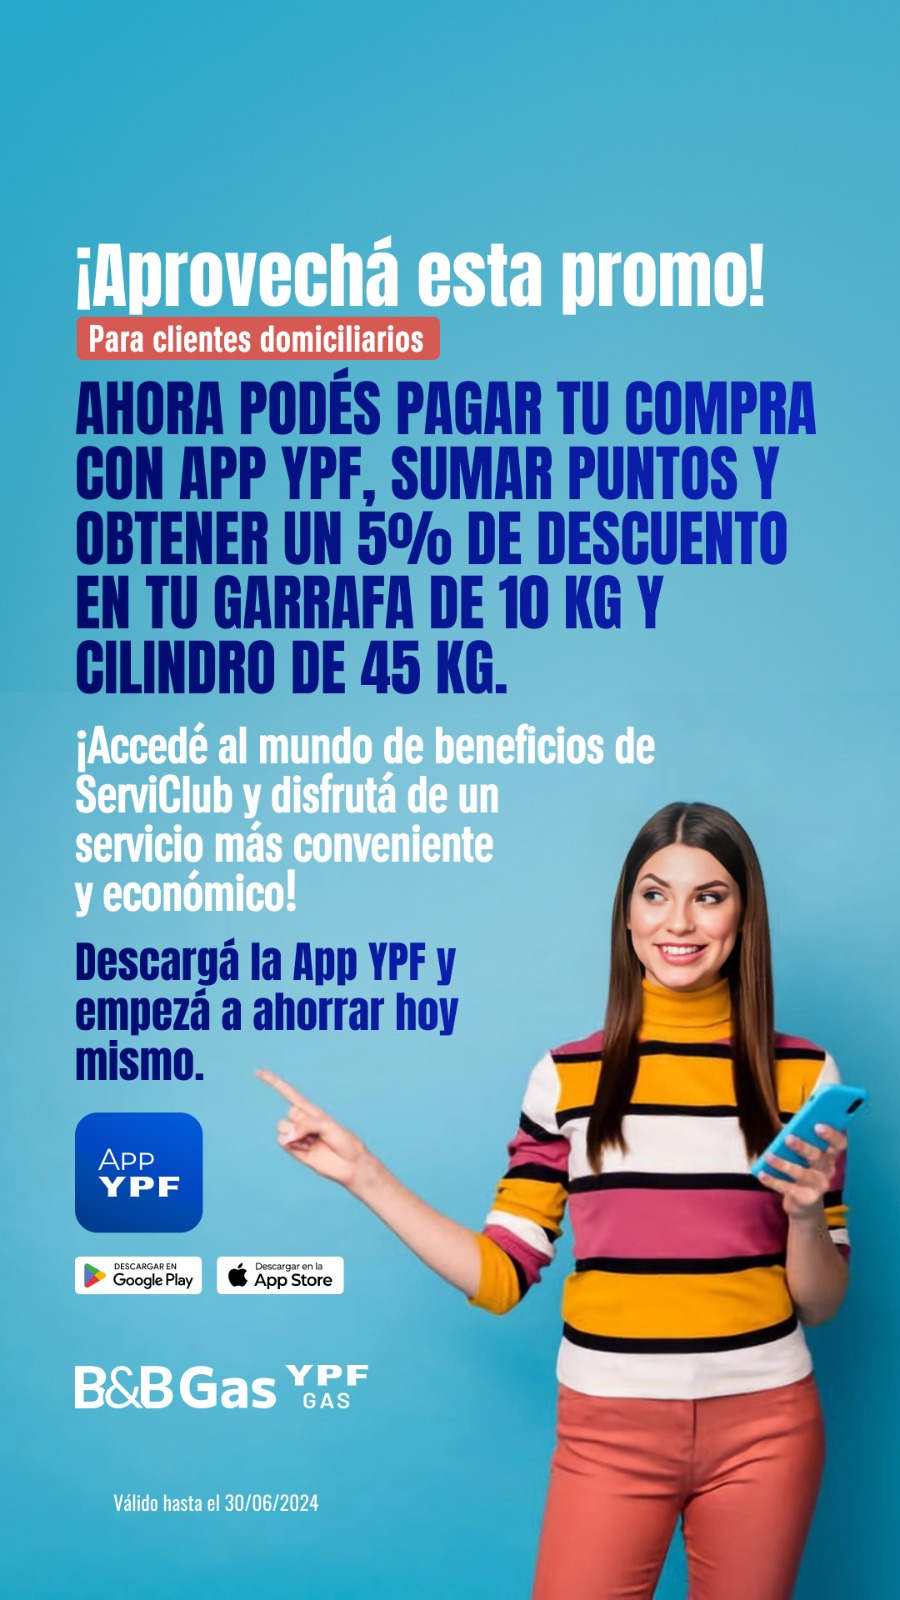 ¡Aprovechá esta promo!
Para clientes domiciliarios
AHORA PODÉS PAGAR TU COMPRA
CON APP YPF, SUMAR PUNTOS Y
OBTENER UN 5% DE DESCUENTO
EN TU GARRAFA DE 10 KG Y
CILINDRO DE 45 KG.
¡Accedé al mundo de beneficios de
ServiClub y disfrutá de un
servicio más conveniente
y económico!
Descargá la App YPF y
empezá a ahorrar hoy
mismo.
APP
YPF
DESCARGAR EN
Google Play
Descargar en la
App Store
B&B Gas
YPF
GAS
Válido hasta el 30/06/2024